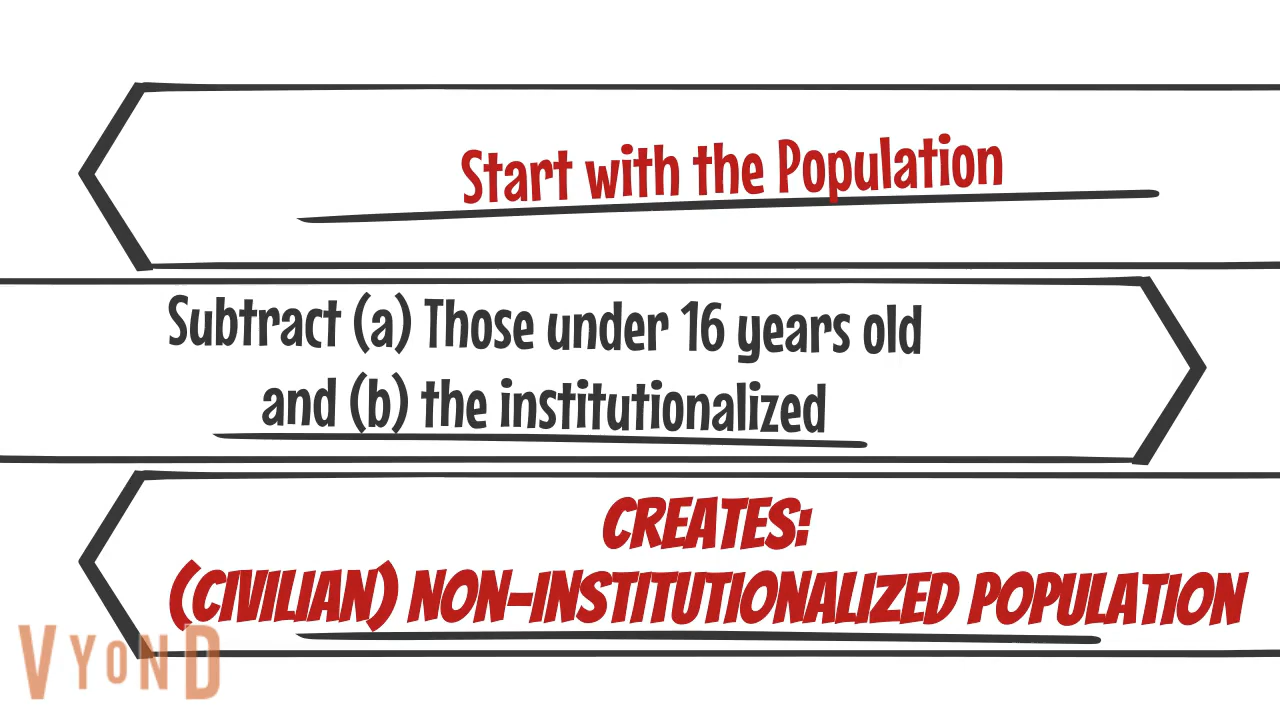 Start with the Population
Subtract (a) Those under 16 years old
and (b) the institutionalized
CREATES:
(CIVILIAN) NON-INSTITUTIONALIZED POPULATION
VYOND